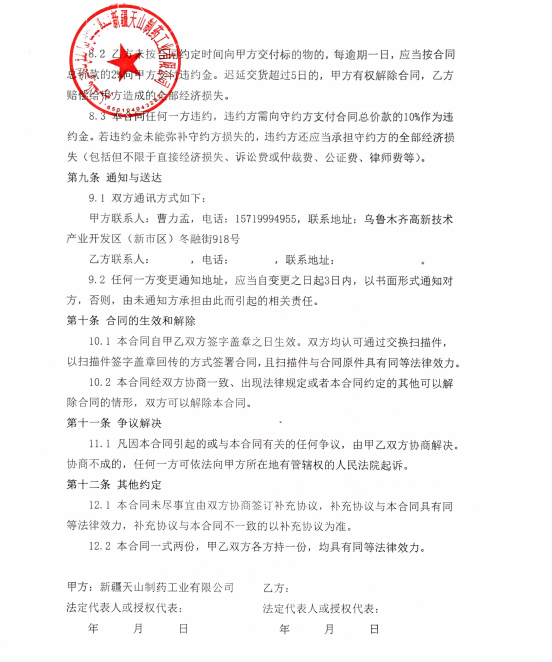 新疆天山制药工业有限公司
8.2 乙方未按合同约定时间向甲方交付标的物的，每逾期一日，应当按合同
总价款的2%向甲方支付违约金。迟延交货超过5日的，甲方有权解除合同，乙方
赔偿给甲方造成的全部经济损失。
8.3 本合同任何一方违约，违约方需向守约方支付合同总价款的10%作为违
约金。若违约金未能弥补守约方损失的，违约方还应当承担守约方的全部经济损
失（包括但不限于直接经济损失、诉讼费或仲裁费、公证费、律师费等）。
第九条 通知与送达
9.1 双方通讯方式如下：
甲方联系人：曹力孟，电话：15719994955，联系地址：乌鲁木齐高新技术
产业开发区（新市区）冬融街918号
乙方联系人： ，电话： ，联系地址： 。
9.2 任何一方变更通知地址，应当自变更之日起3日内，以书面形式通知对
方，否则，由未通知方承担由此而引起的相关责任。
第十条 合同的生效和解除
10.1 本合同自甲乙双方签字盖章之日生效。双方均认可通过交换扫描件，
以扫描件签字盖章回传的方式签署合同,且扫描件与合同原件具有同等法律效力。
10.2 本合同经双方协商一致、出现法律规定或者本合同约定的其他可以解
除合同的情形，双方可以解除本合同。
第十一条 争议解决
11.1 凡因本合同引起的或与本合同有关的任何争议，由甲乙双方协商解决。
协商不成的，任何一方可依法向甲方所在地有管辖权的人民法院起诉。
第十二条 其他约定
12.1 本合同未尽事宜由双方协商签订补充协议，补充协议与本合同具有同
等法律效力，补充协议与本合同不一致的以补充协议为准。
12.2 本合同一式两份，甲乙双方各方持一份，均具有同等法律效力。
甲方：新疆天山制药工业有限公司 乙方：
法定代表人或授权代表： 法定代表人或授权代表：
年 月 日 年 月 日